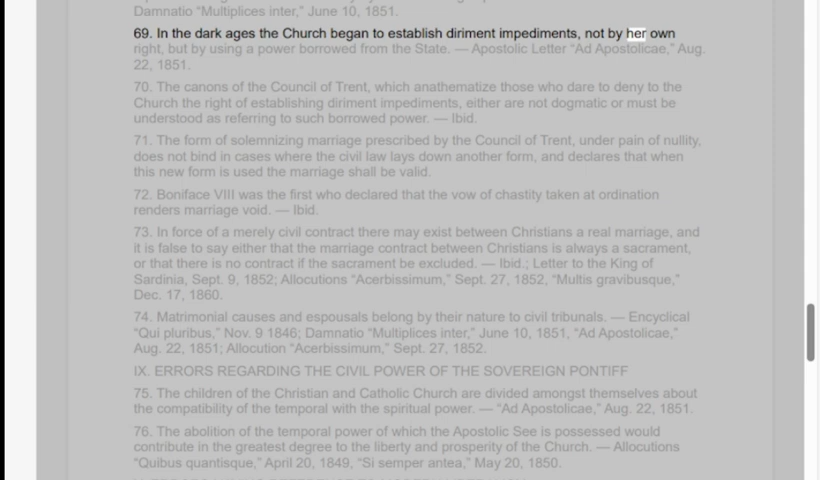 Damnatio “Multiplices inter,” June 10, 1851.
69. In the dark ages the Church began to establish diriment impediments, not by her own
right, but by using a power borrowed from the State. — Apostolic Letter “Ad Apostolicae,” Aug.
22, 1851.
70. The canons of the Council of Trent, which anathematize those who dare to deny to the
Church the right of establishing diriment impediments, either are not dogmatic or must be
understood as referring to such borrowed power. — Ibid.
71. The form of solemnizing marriage prescribed by the Council of Trent, under pain of nullity,
does not bind in cases where the civil law lays down another form, and declares that when
this new form is used the marriage shall be valid.
72. Boniface VIII was the first who declared that the vow of chastity taken at ordination
renders marriage void. — Ibid.
73. In force of a merely civil contract there may exist between Christians a real marriage, and
it is false to say either that the marriage contract between Christians is always a sacrament,
or that there is no contract if the sacrament be excluded. — Ibid.; Letter to the King of
Sardinia, Sept. 9, 1852; Allocutions “Acerbissimum,” Sept. 27, 1852, “Multis gravibusque,”
Dec. 17, 1860.
74. Matrimonial causes and espousals belong by their nature to civil tribunals. — Encyclical
“Qui pluribus,” Nov. 9 1846; Damnatio “Multiplices inter,” June 10, 1851, “Ad Apostolicae,”
Aug. 22, 1851; Allocution “Acerbissimum,” Sept. 27, 1852.
IX. ERRORS REGARDING THE CIVIL POWER OF THE SOVEREIGN PONTIFF
75. The children of the Christian and Catholic Church are divided amongst themselves about
the compatibility of the temporal with the spiritual power. — “Ad Apostolicae,” Aug. 22, 1851.
76. The abolition of the temporal power of which the Apostolic See is possessed would
contribute in the greatest degree to the liberty and prosperity of the Church. — Allocutions
“Quibus quantisque,” April 20, 1849, “Si semper antea,” May 20, 1850.